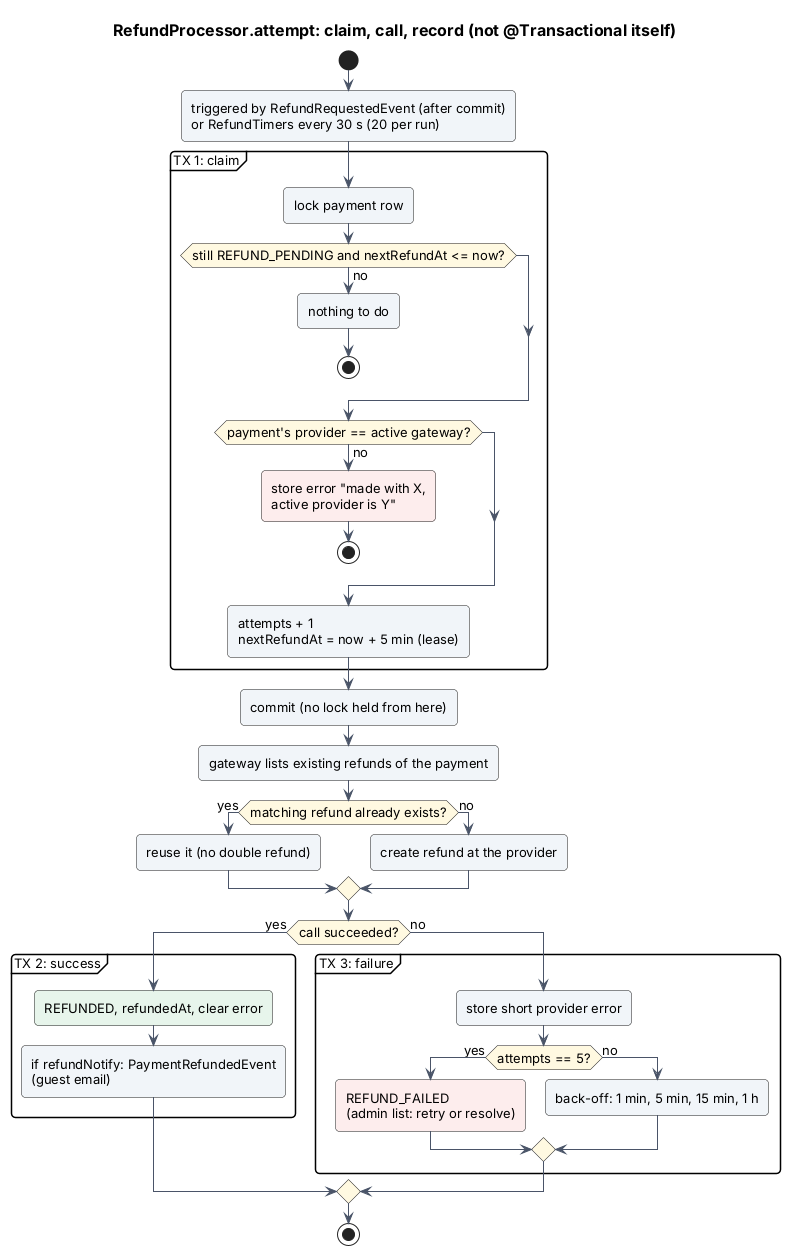 RefundProcessor.attempt: claim, call, record (not @Transactional itself)
triggered by RefundRequestedEvent (after commit)
or RefundTimers every 30 s (20 per run)
TX 1: claim
lock payment row
still REFUND_PENDING and nextRefundAt <= now?
no
nothing to do
payment's provider == active gateway?
no
store error "made with X,
active provider is Y"
attempts + 1
nextRefundAt = now + 5 min (lease)
commit (no lock held from here)
gateway lists existing refunds of the payment
yes
matching refund already exists?
no
reuse it (no double refund)
create refund at the provider
yes
call succeeded?
no
TX 2: success
REFUNDED, refundedAt, clear error
if refundNotify: PaymentRefundedEvent
(guest email)
TX 3: failure
store short provider error
yes
attempts == 5?
no
REFUND_FAILED
(admin list: retry or resolve)
back-off: 1 min, 5 min, 15 min, 1 h